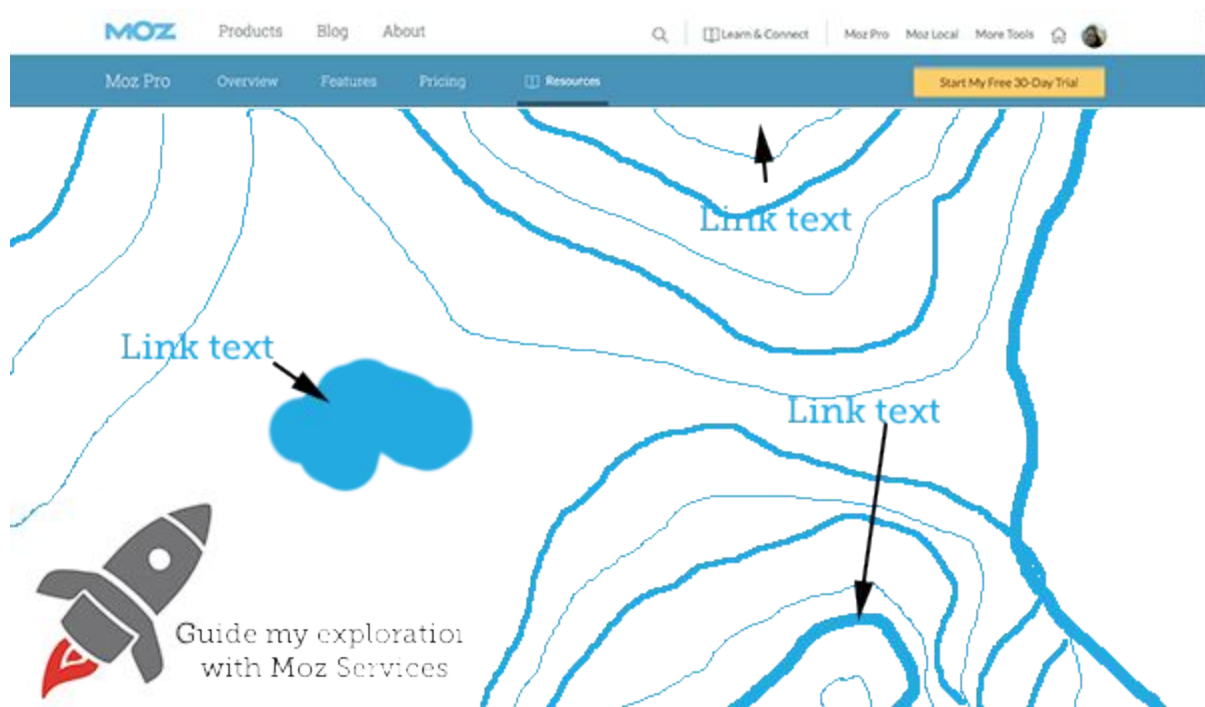 MOZ Products Blog About Learn & Connect Moz Pro Moz Local More Tools
Moz Pro Overview Features Pricing Resources Start My Free 30-Day Trial
Link text
Link text
Link text
Guide my exploration
with Moz Services